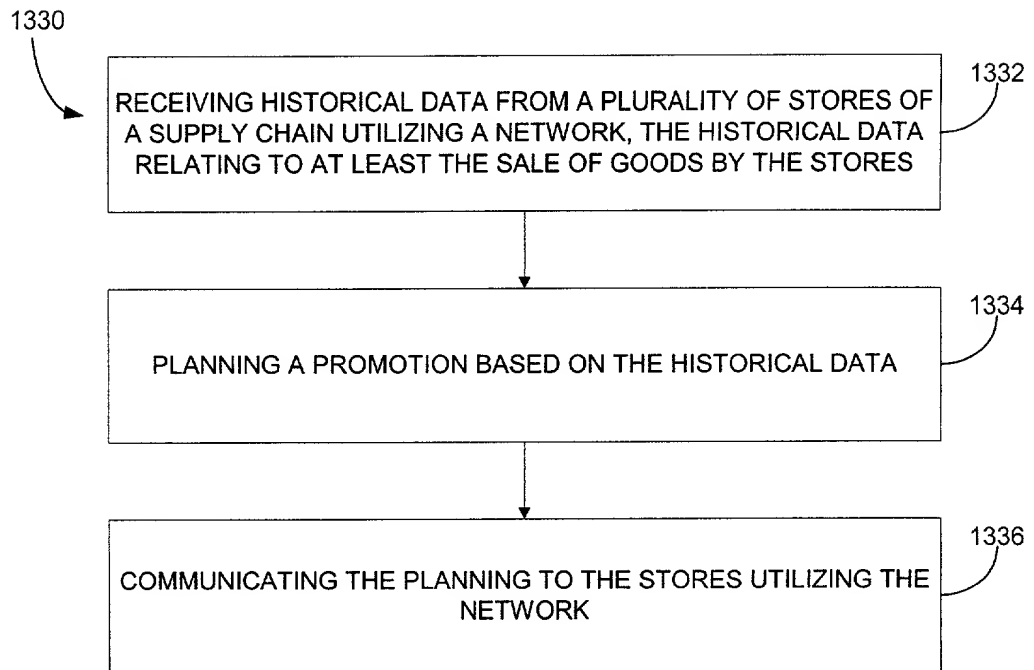 1330
1332
RECEIVING HISTORICAL DATA FROM A PLURALITY OF STORES OF
A SUPPLY CHAIN UTILIZING A NETWORK, THE HISTORICAL DATA
RELATING TO AT LEAST THE SALE OF GOODS BY THE STORES
1334
PLANNING A PROMOTION BASED ON THE HISTORICAL DATA
1336
COMMUNICATING THE PLANNING TO THE STORES UTILIZING THE
NETWORK